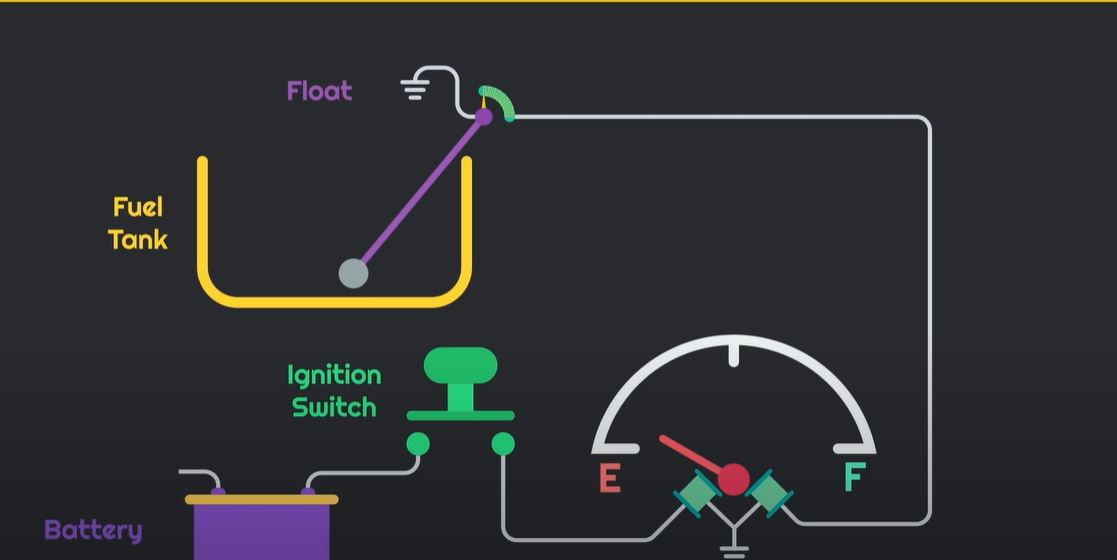 Float
Fuel
Tank
Ignition
Switch
E
F
Battery